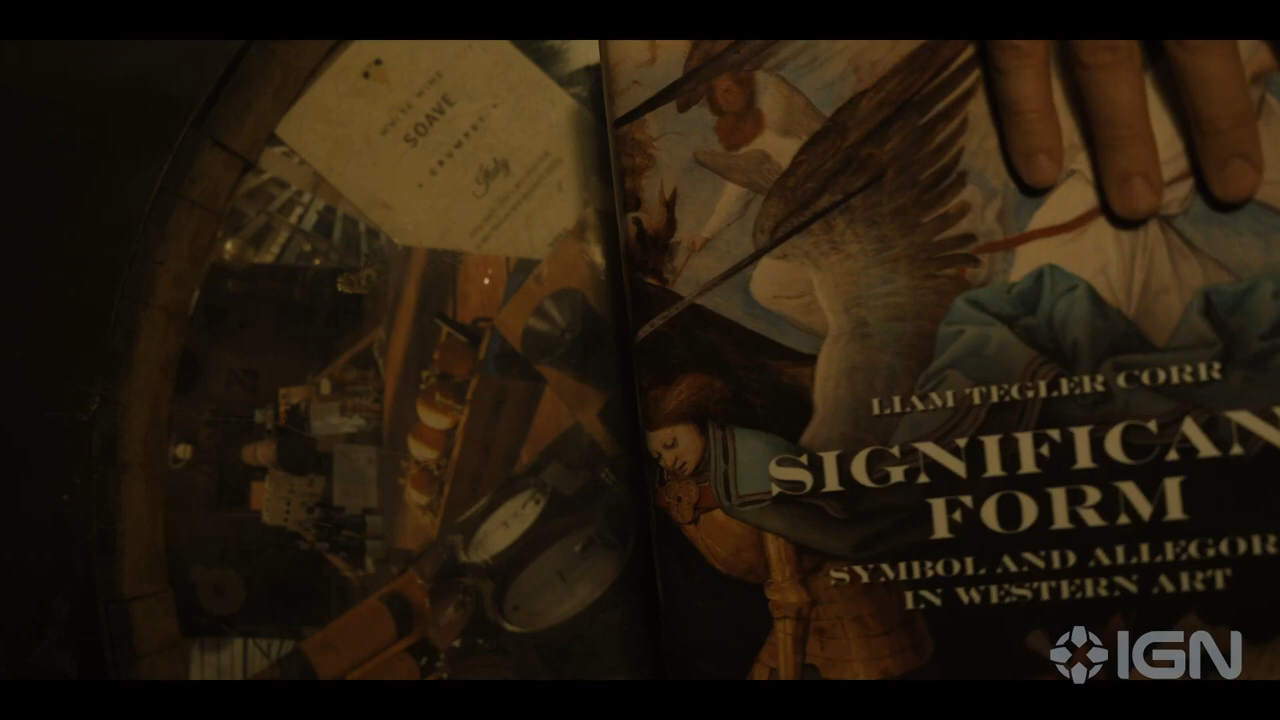 WHITE WINE
SOAVE
Italy
LIAM TEGLER CORR
SIGNIFICAN
FORM
SYMBOL AND ALLEGOR
IN WESTERN ART
IGN